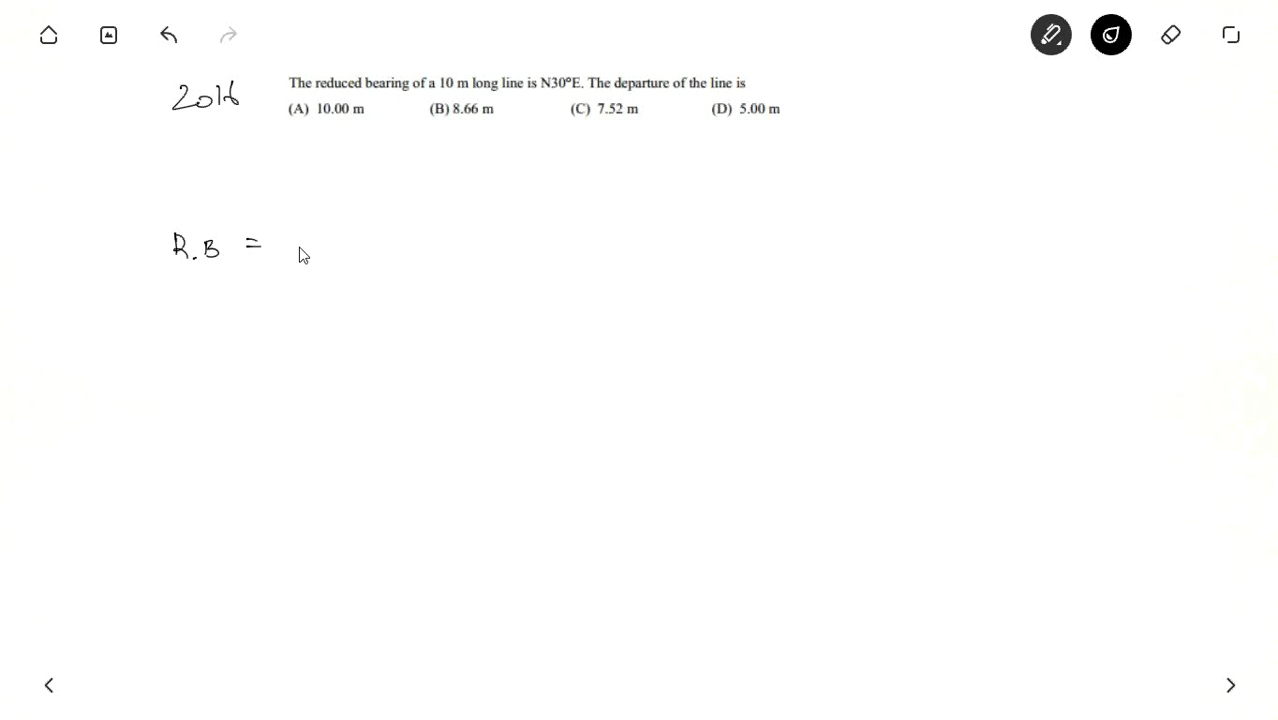 2016
The reduced bearing of a 10 m long line is N30°E. The departure of the line is
(A) 10.00 m (B) 8.66 m (C) 7.52 m (D) 5.00 m
R.B =